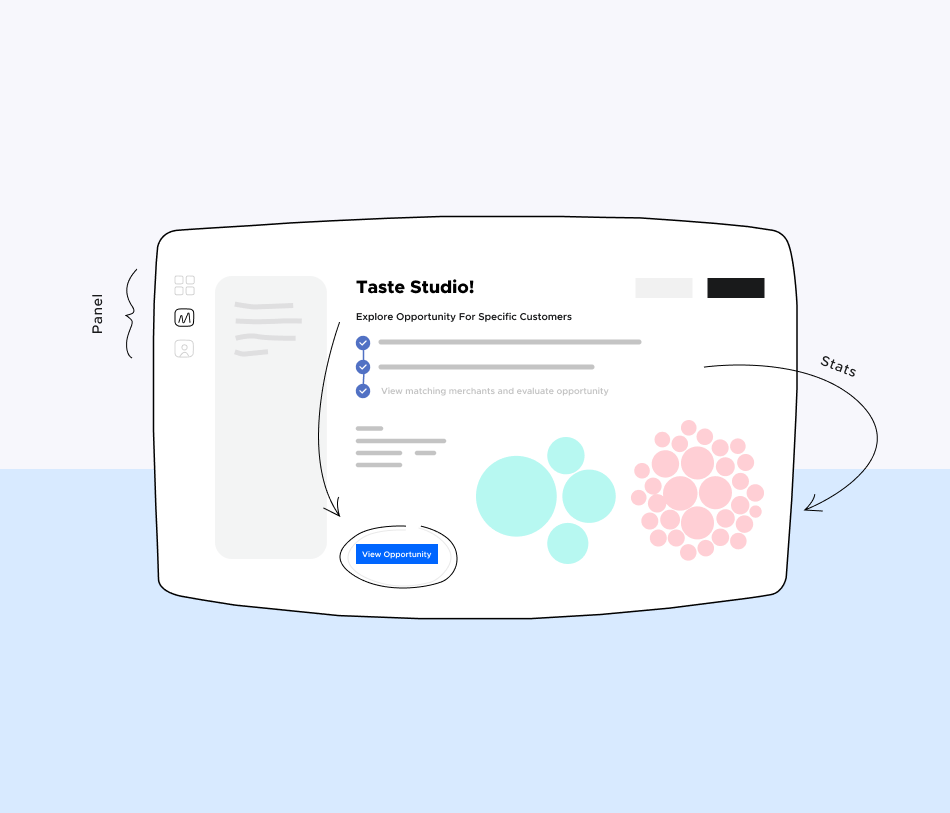 Panel
Taste Studio!
Explore Opportunity For Specific Customers
View matching merchants and evaluate opportunity
Stats
View Opportunity